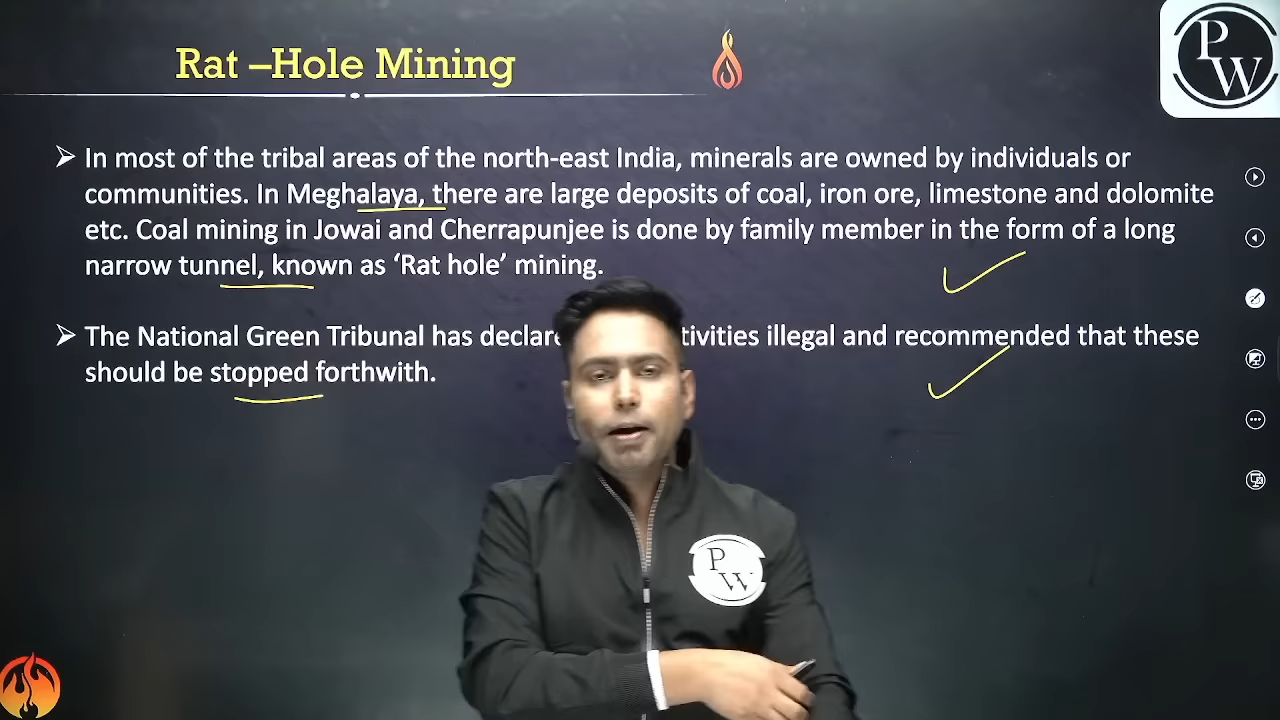 Rat –Hole Mining
PW
➢ In most of the tribal areas of the north-east India, minerals are owned by individuals or
communities. In Meghalaya, there are large deposits of coal, iron ore, limestone and dolomite
etc. Coal mining in Jowai and Cherrapunjee is done by family member in the form of a long
narrow tunnel, known as ‘Rat hole’ mining.
➢ The National Green Tribunal has declare tivities illegal and recommended that these
should be stopped forthwith.
PW